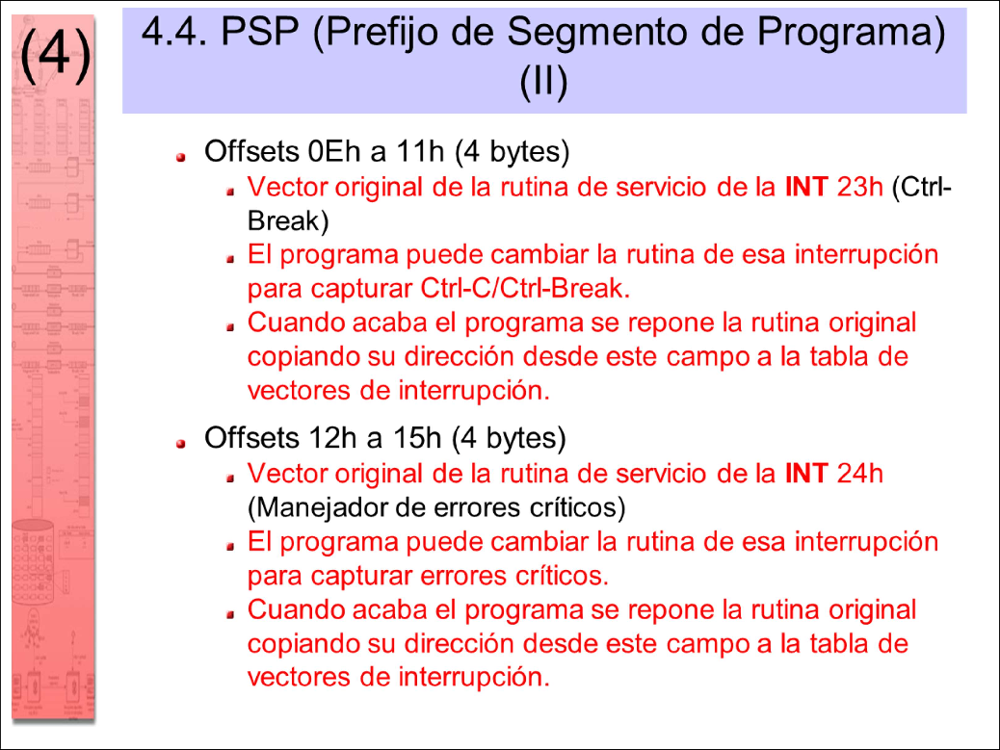 (4)
4.4. PSP (Prefijo de Segmento de Programa)
(II)
Offsets 0Eh a 11h (4 bytes)
Vector original de la rutina de servicio de la INT 23h (Ctrl-
Break)
El programa puede cambiar la rutina de esa interrupción
para capturar Ctrl-C/Ctrl-Break.
Cuando acaba el programa se repone la rutina original
copiando su dirección desde este campo a la tabla de
vectores de interrupción.
Offsets 12h a 15h (4 bytes)
Vector original de la rutina de servicio de la INT 24h
(Manejador de errores críticos)
El programa puede cambiar la rutina de esa interrupción
para capturar errores críticos.
Cuando acaba el programa se repone la rutina original
copiando su dirección desde este campo a la tabla de
vectores de interrupción.